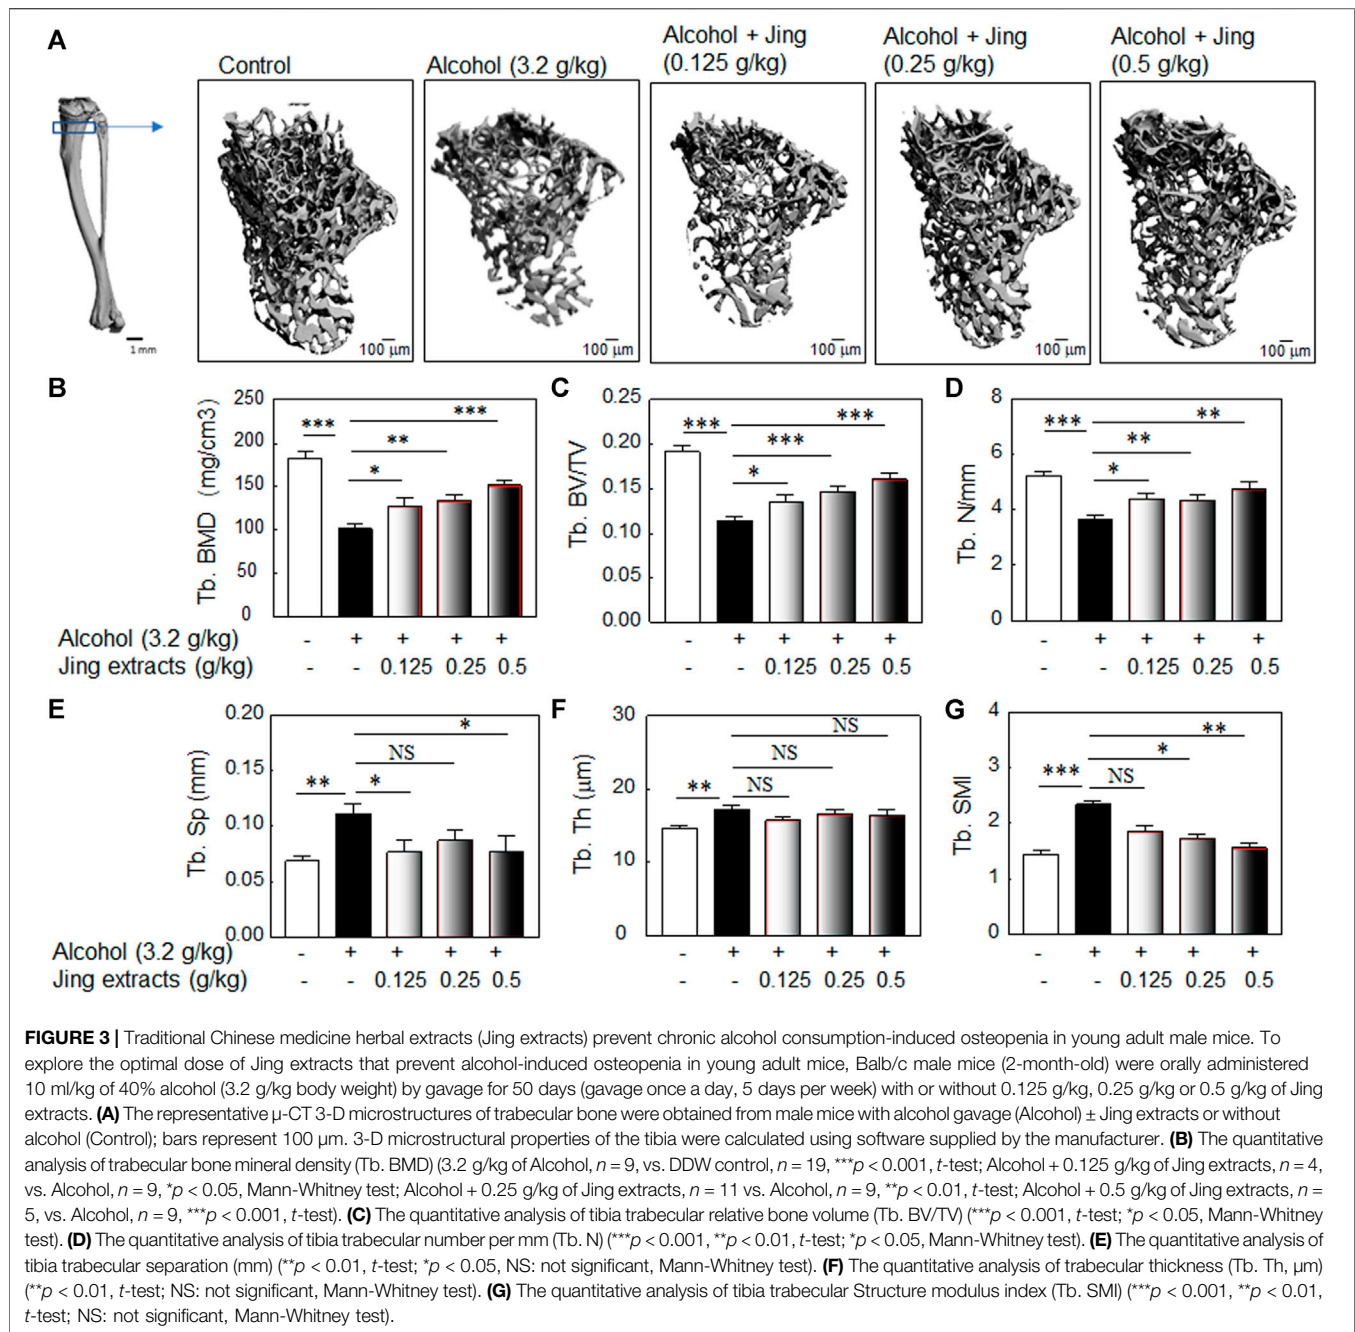 A
Control
Alcohol (3.2 g/kg)
Alcohol + Jing
(0.125 g/kg)
Alcohol + Jing
(0.25 g/kg)
Alcohol + Jing
(0.5 g/kg)
1 mm
100 µm
100 µm
100 µm
100 µm
100 µm
B
Tb. BMD (mg/cm3)
250
200
150
100
50
0
***
*
**
***
C
Tb. BV/TV
0.25
0.20
0.15
0.10
0.05
0.00
***
*
***
***
D
Tb. N/mm
8
6
4
2
0
***
*
**
**
Alcohol (3.2 g/kg) - + + + + - + + + + - + + + +
Jing extracts (g/kg) - - 0.125 0.25 0.5 - - 0.125 0.25 0.5 - - 0.125 0.25 0.5
E
Tb. Sp (mm)
0.20
0.15
0.10
0.05
0.00
**
*
NS
*
F
Tb. Th (µm)
30
20
10
0
**
NS
NS
NS
G
Tb. SMI
4
3
2
1
0
***
NS
*
**
Alcohol (3.2 g/kg) - + + + + - + + + + - + + + +
Jing extracts (g/kg) - - 0.125 0.25 0.5 - - 0.125 0.25 0.5 - - 0.125 0.25 0.5
FIGURE 3 | Traditional Chinese medicine herbal extracts (Jing extracts) prevent chronic alcohol consumption-induced osteopenia in young adult male mice. To
explore the optimal dose of Jing extracts that prevent alcohol-induced osteopenia in young adult mice, Balb/c male mice (2-month-old) were orally administered
10 ml/kg of 40% alcohol (3.2 g/kg body weight) by gavage for 50 days (gavage once a day, 5 days per week) with or without 0.125 g/kg, 0.25 g/kg or 0.5 g/kg of Jing
extracts. (A) The representative µ-CT 3-D microstructures of trabecular bone were obtained from male mice with alcohol gavage (Alcohol) ± Jing extracts or without
alcohol (Control); bars represent 100 µm. 3-D microstructural properties of the tibia were calculated using software supplied by the manufacturer. (B) The quantitative
analysis of trabecular bone mineral density (Tb. BMD) (3.2 g/kg of Alcohol, n = 9, vs. DDW control, n = 19, ***p < 0.001, t-test; Alcohol + 0.125 g/kg of Jing extracts, n = 4,
vs. Alcohol, n = 9, *p < 0.05, Mann-Whitney test; Alcohol + 0.25 g/kg of Jing extracts, n = 11 vs. Alcohol, n = 9, **p < 0.01, t-test; Alcohol + 0.5 g/kg of Jing extracts, n =
5, vs. Alcohol, n = 9, ***p < 0.001, t-test). (C) The quantitative analysis of tibia trabecular relative bone volume (Tb. BV/TV) (***p < 0.001, t-test; *p < 0.05, Mann-Whitney
test). (D) The quantitative analysis of tibia trabecular number per mm (Tb. N) (***p < 0.001, **p < 0.01, t-test; *p < 0.05, Mann-Whitney test). (E) The quantitative analysis of
tibia trabecular separation (mm) (**p < 0.01, t-test; *p < 0.05, NS: not significant, Mann-Whitney test). (F) The quantitative analysis of trabecular thickness (Tb. Th, µm)
(**p < 0.01, t-test; NS: not significant, Mann-Whitney test). (G) The quantitative analysis of tibia trabecular Structure modulus index (Tb. SMI) (***p < 0.001, **p < 0.01,
t-test; NS: not significant, Mann-Whitney test).